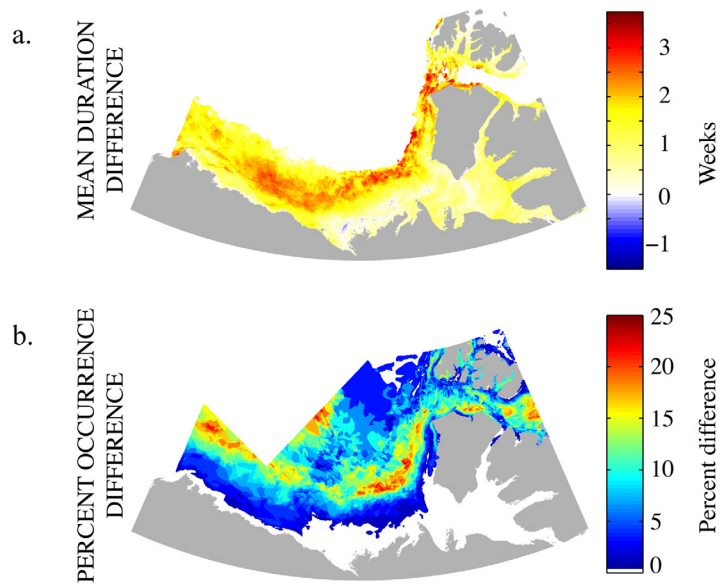 a.
MEAN DURATION
DIFFERENCE
3
2
1
0
−1
Weeks
b.
PERCENT OCCURRENCE
DIFFERENCE
25
20
15
10
5
0
Percent difference